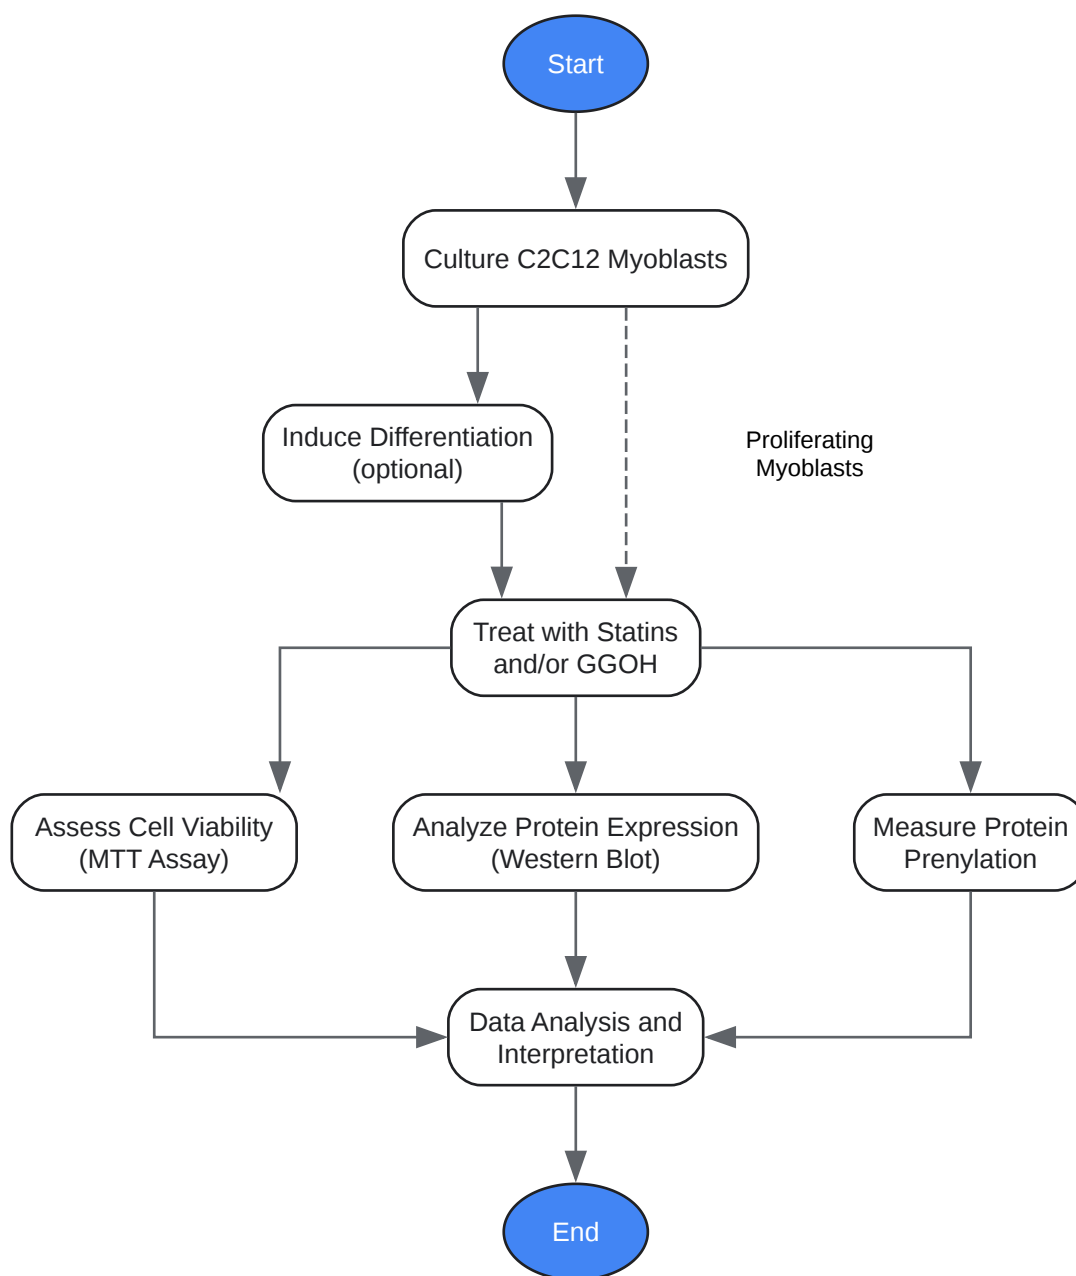 Start
Culture C2C12 Myoblasts
Induce Differentiation
(optional)
Proliferating
Myoblasts
Treat with Statins
and/or GGOH
Assess Cell Viability
(MTT Assay)
Analyze Protein Expression
(Western Blot)
Measure Protein
Prenylation
Data Analysis and
Interpretation
End